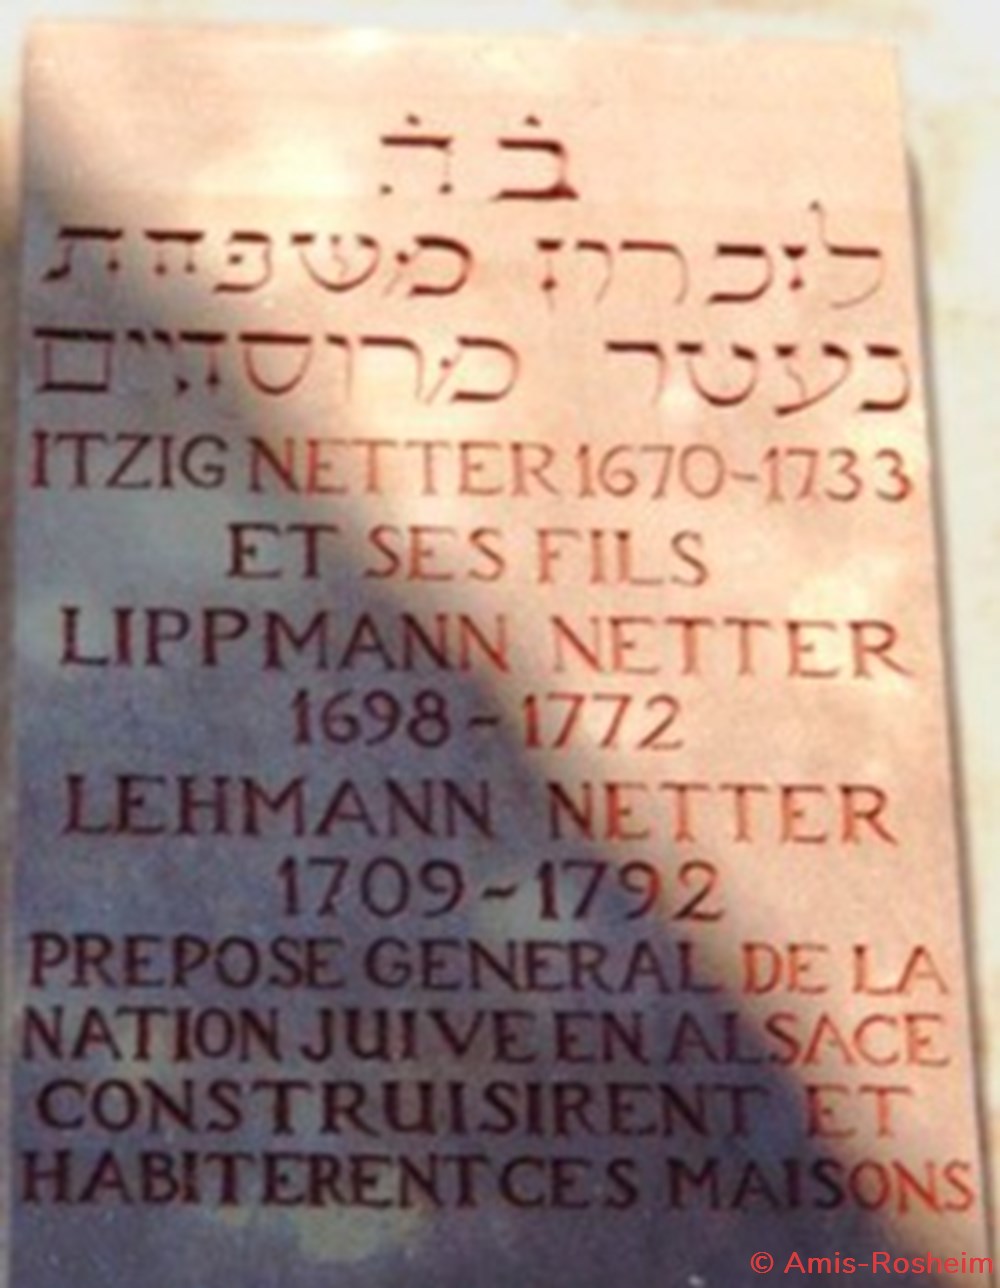 בׄ הׄ
לזכרון משפחת
נעטר מרוסהיים
ITZIG NETTER 1670-1733
ET SES FILS
LIPPMANN NETTER
1698-1772
LEHMANN NETTER
1709-1792
PREPOSE GENERAL DE LA
NATION JUIVE EN ALSACE
CONSTRUISIRENT ET
HABITERENT CES MAISONS
© Amis-Rosheim